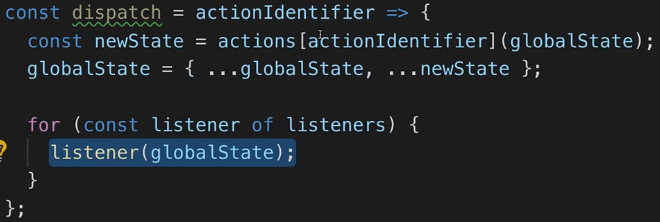 const dispatch = actionIdentifier => {
const newState = actions[actionIdentifier](globalState);
globalState = { ...globalState, ...newState };
for (const listener of listeners) {
listener(globalState);
}
};